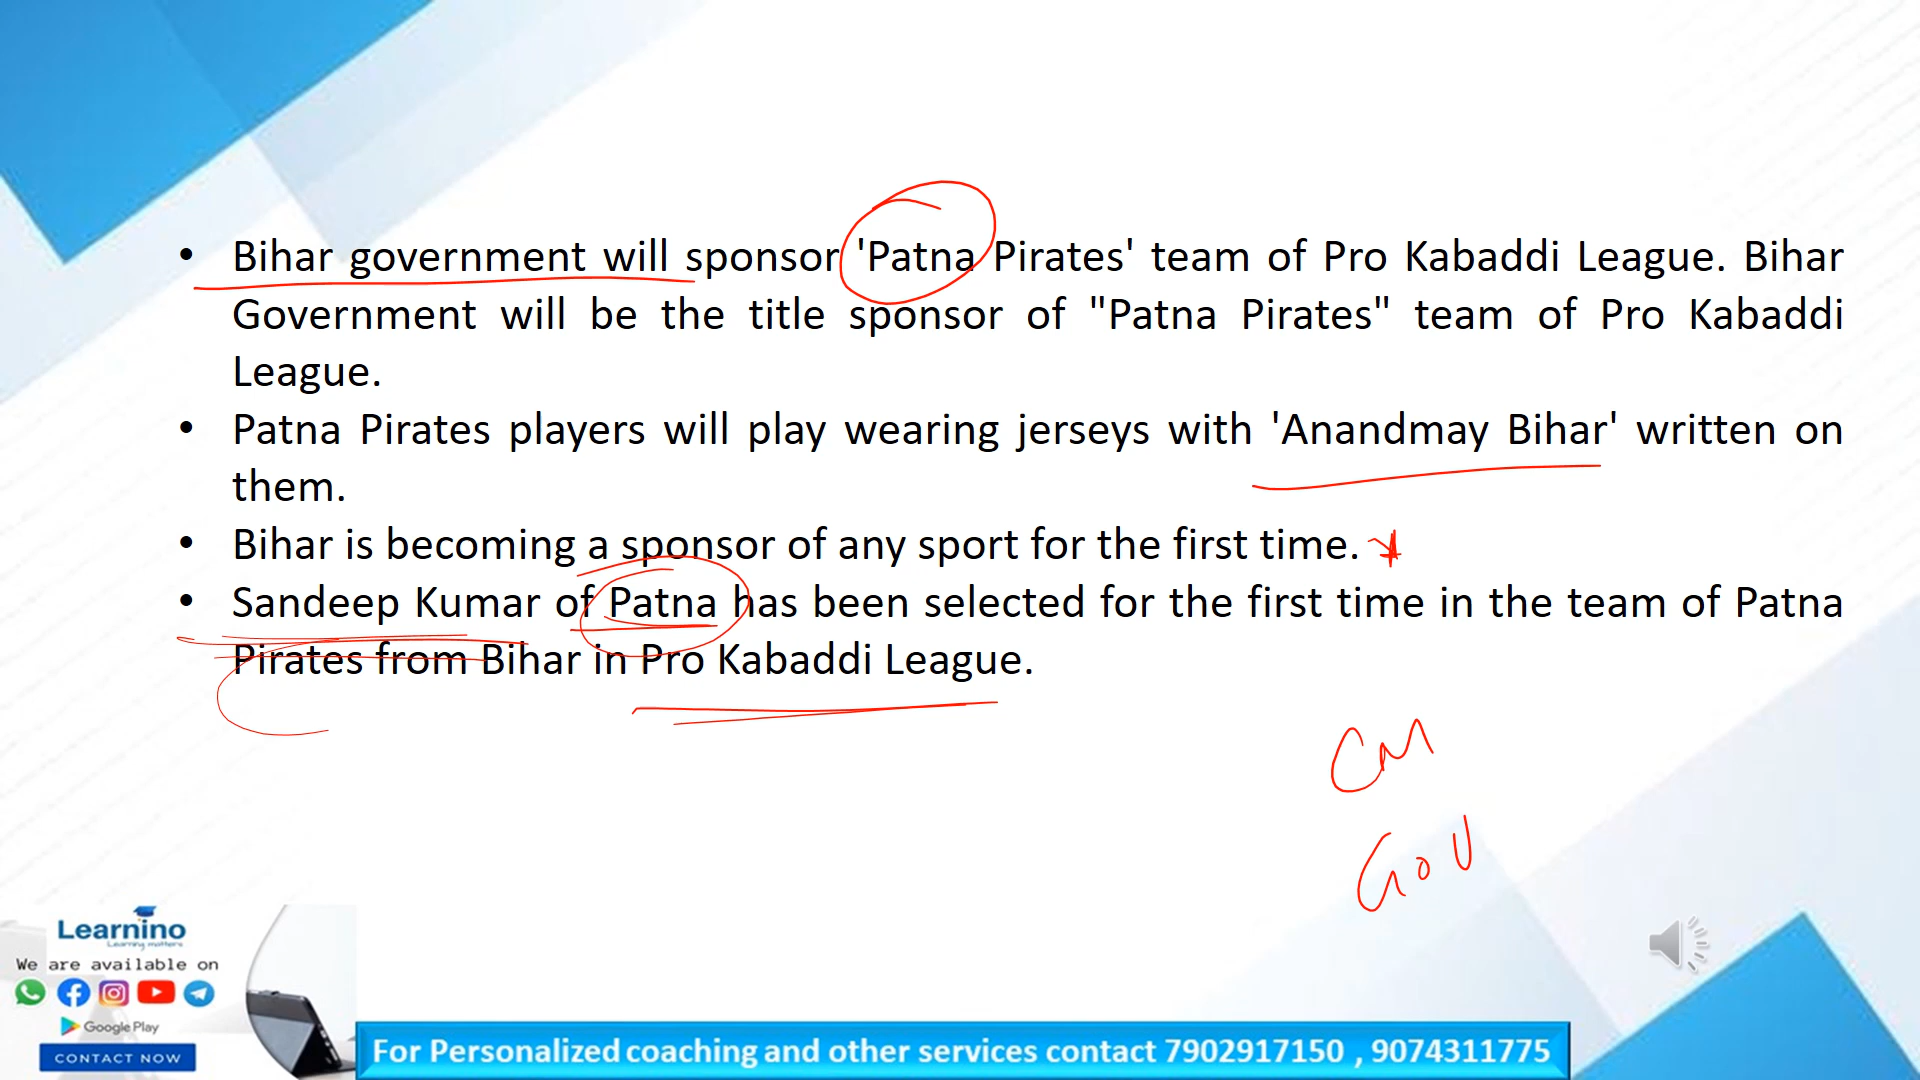 • Bihar government will sponsor 'Patna Pirates' team of Pro Kabaddi League. Bihar
Government will be the title sponsor of "Patna Pirates" team of Pro Kabaddi
League.
• Patna Pirates players will play wearing jerseys with 'Anandmay Bihar' written on
them.
• Bihar is becoming a sponsor of any sport for the first time.
• Sandeep Kumar of Patna has been selected for the first time in the team of Patna
Pirates from Bihar in Pro Kabaddi League.
CM
GOV
Learnino
Learning matters
We are available on
Google Play
CONTACT NOW
For Personalized coaching and other services contact 7902917150 , 9074311775